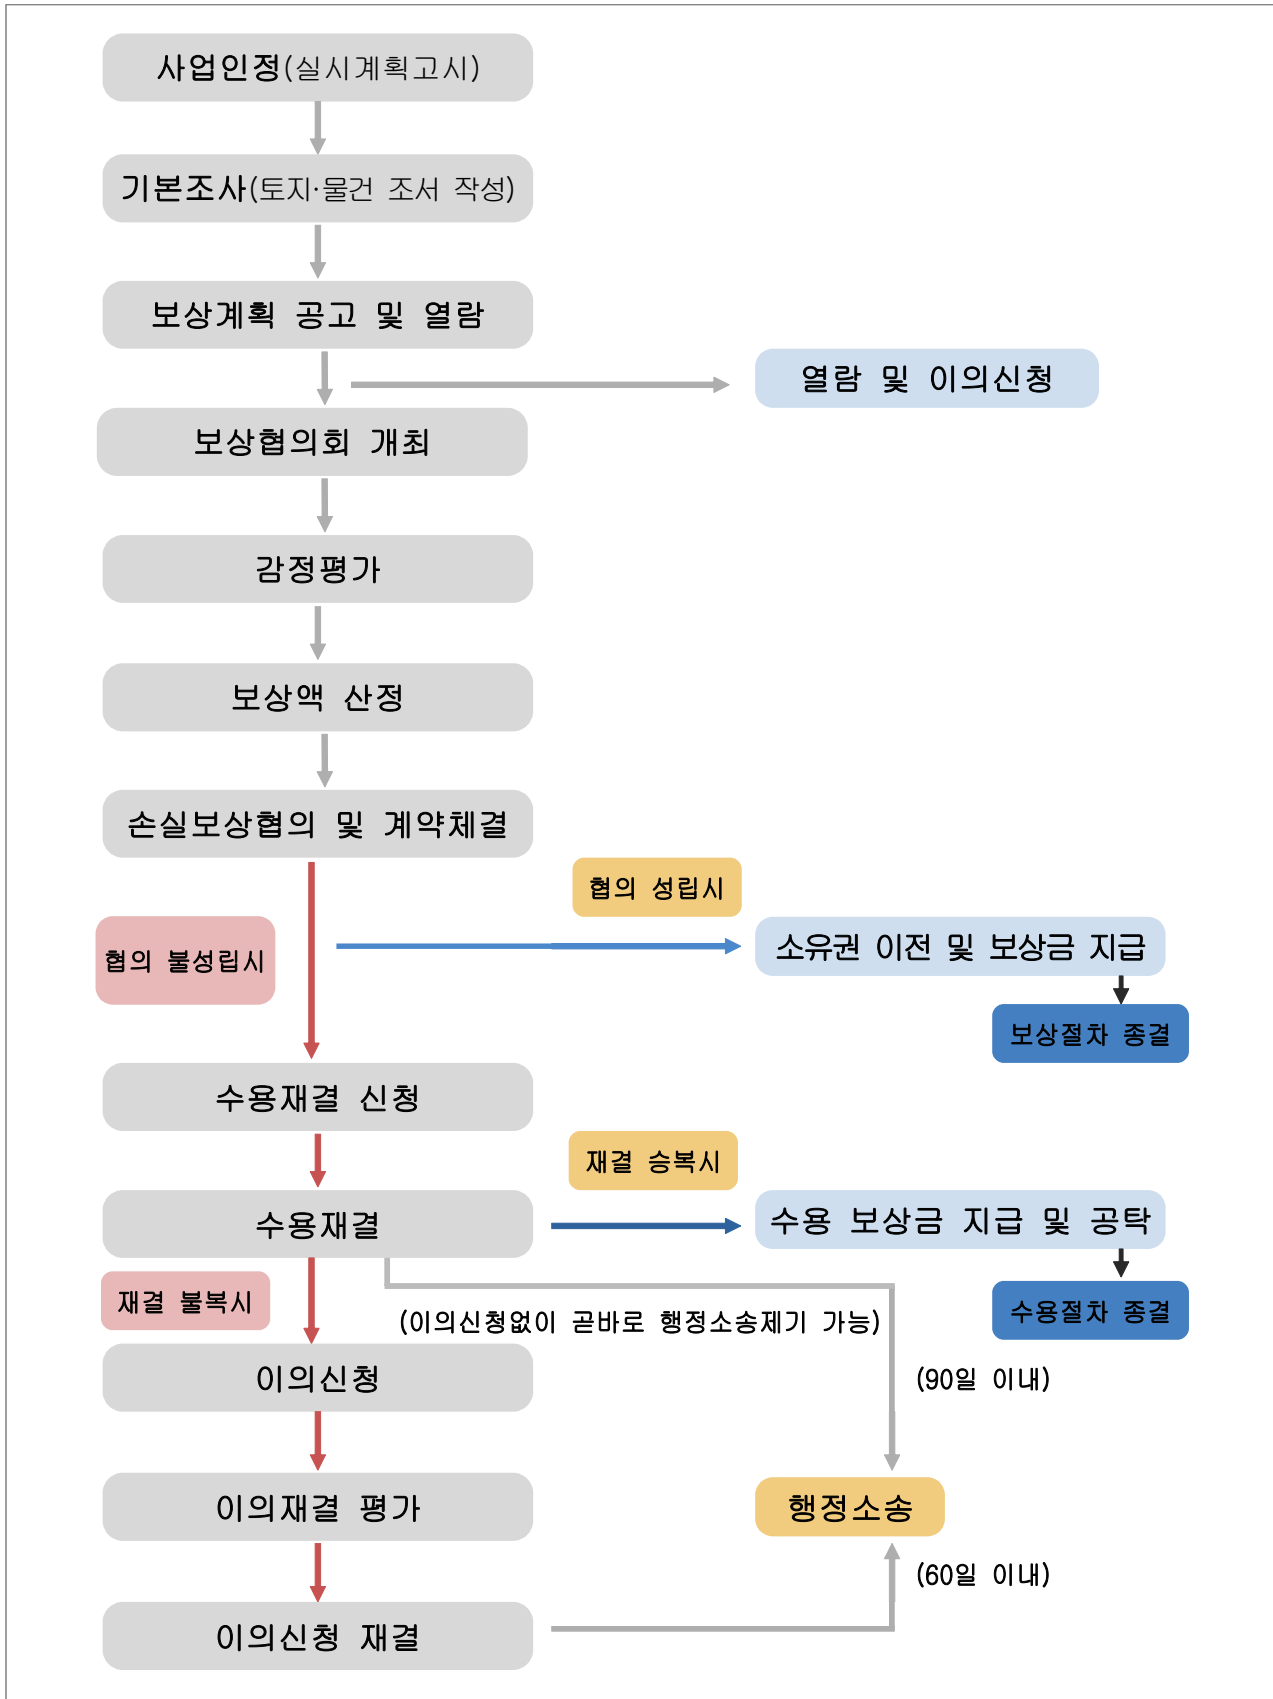 사업인정(실시계획고시)
기본조사(토지·물건 조서 작성)
보상계획 공고 및 열람
열람 및 이의신청
보상협의회 개최
감정평가
보상액 산정
손실보상협의 및 계약체결
협의 성립시
협의 불성립시
소유권 이전 및 보상금 지급
보상절차 종결
수용재결 신청
재결 승복시
수용재결
수용 보상금 지급 및 공탁
재결 불복시
수용절차 종결
(이의신청없이 곧바로 행정소송제기 가능)
이의신청
(90일 이내)
이의재결 평가
행정소송
(60일 이내)
이의신청 재결